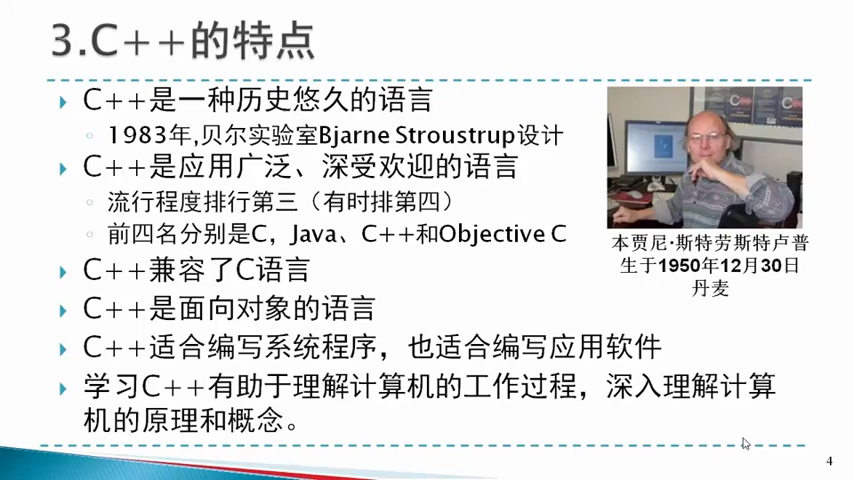 3.C++的特点
C++是一种历史悠久的语言
1983年,贝尔实验室Bjarne Stroustrup设计
C++是应用广泛、深受欢迎的语言
流行程度排行第三（有时排第四）
前四名分别是C，Java、C++和Objective C
C++兼容了C语言
C++是面向对象的语言
C++适合编写系统程序，也适合编写应用软件
学习C++有助于理解计算机的工作过程，深入理解计算
机的原理和概念。
本贾尼·斯特劳斯特卢普
生于1950年12月30日
丹麦
4